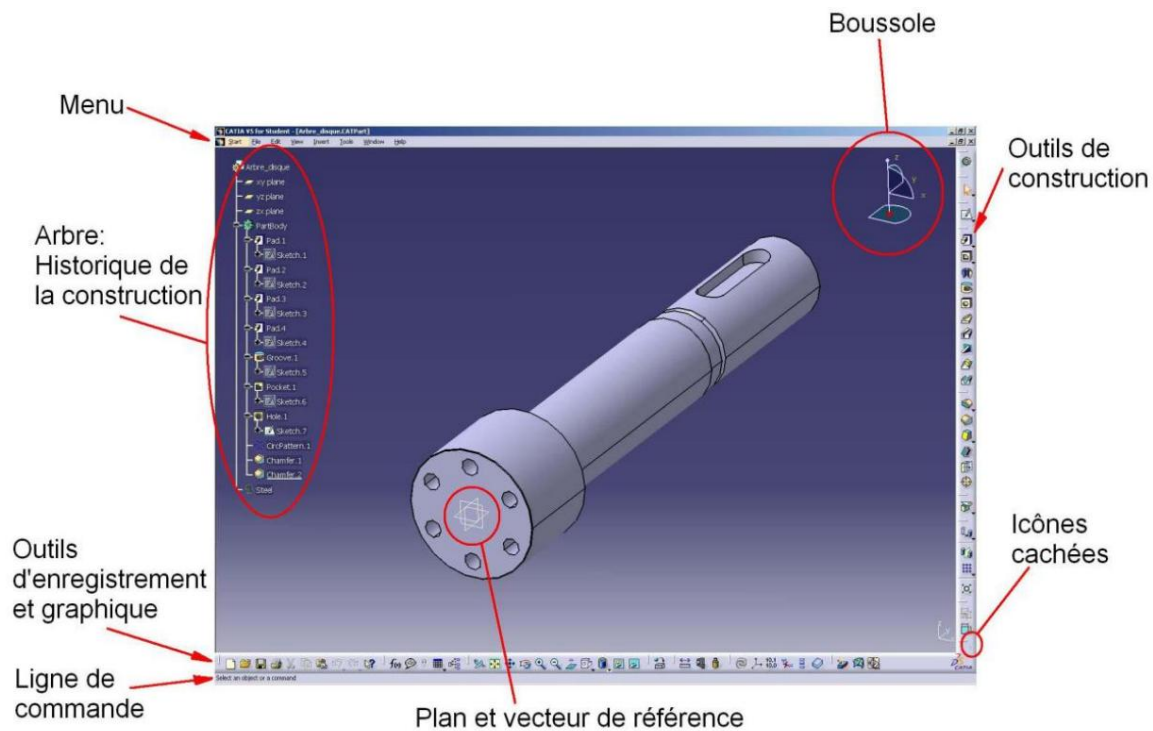 Boussole
Menu
CATIA V5 for Student - [Arbre_disque.CATPart]
Start File Edit View Insert Tools Window Help
Outils de
construction
Arbre:
Historique de
la construction
Arbre_disque
xy plane
yz plane
zx plane
PartBody
Pad.1
Sketch.1
Pad.2
Sketch.2
Pad.3
Sketch.3
Pad.4
Sketch.4
Groove.1
Sketch.5
Pocket.1
Sketch.6
Hole.1
Sketch.7
CircPattern.1
Chamfer.1
Chamfer.2
Steel
z
y
x
Icônes
cachées
Outils
d'enregistrement
et graphique
Ligne de
commande
Select an object or a command
CATIA
Plan et vecteur de référence